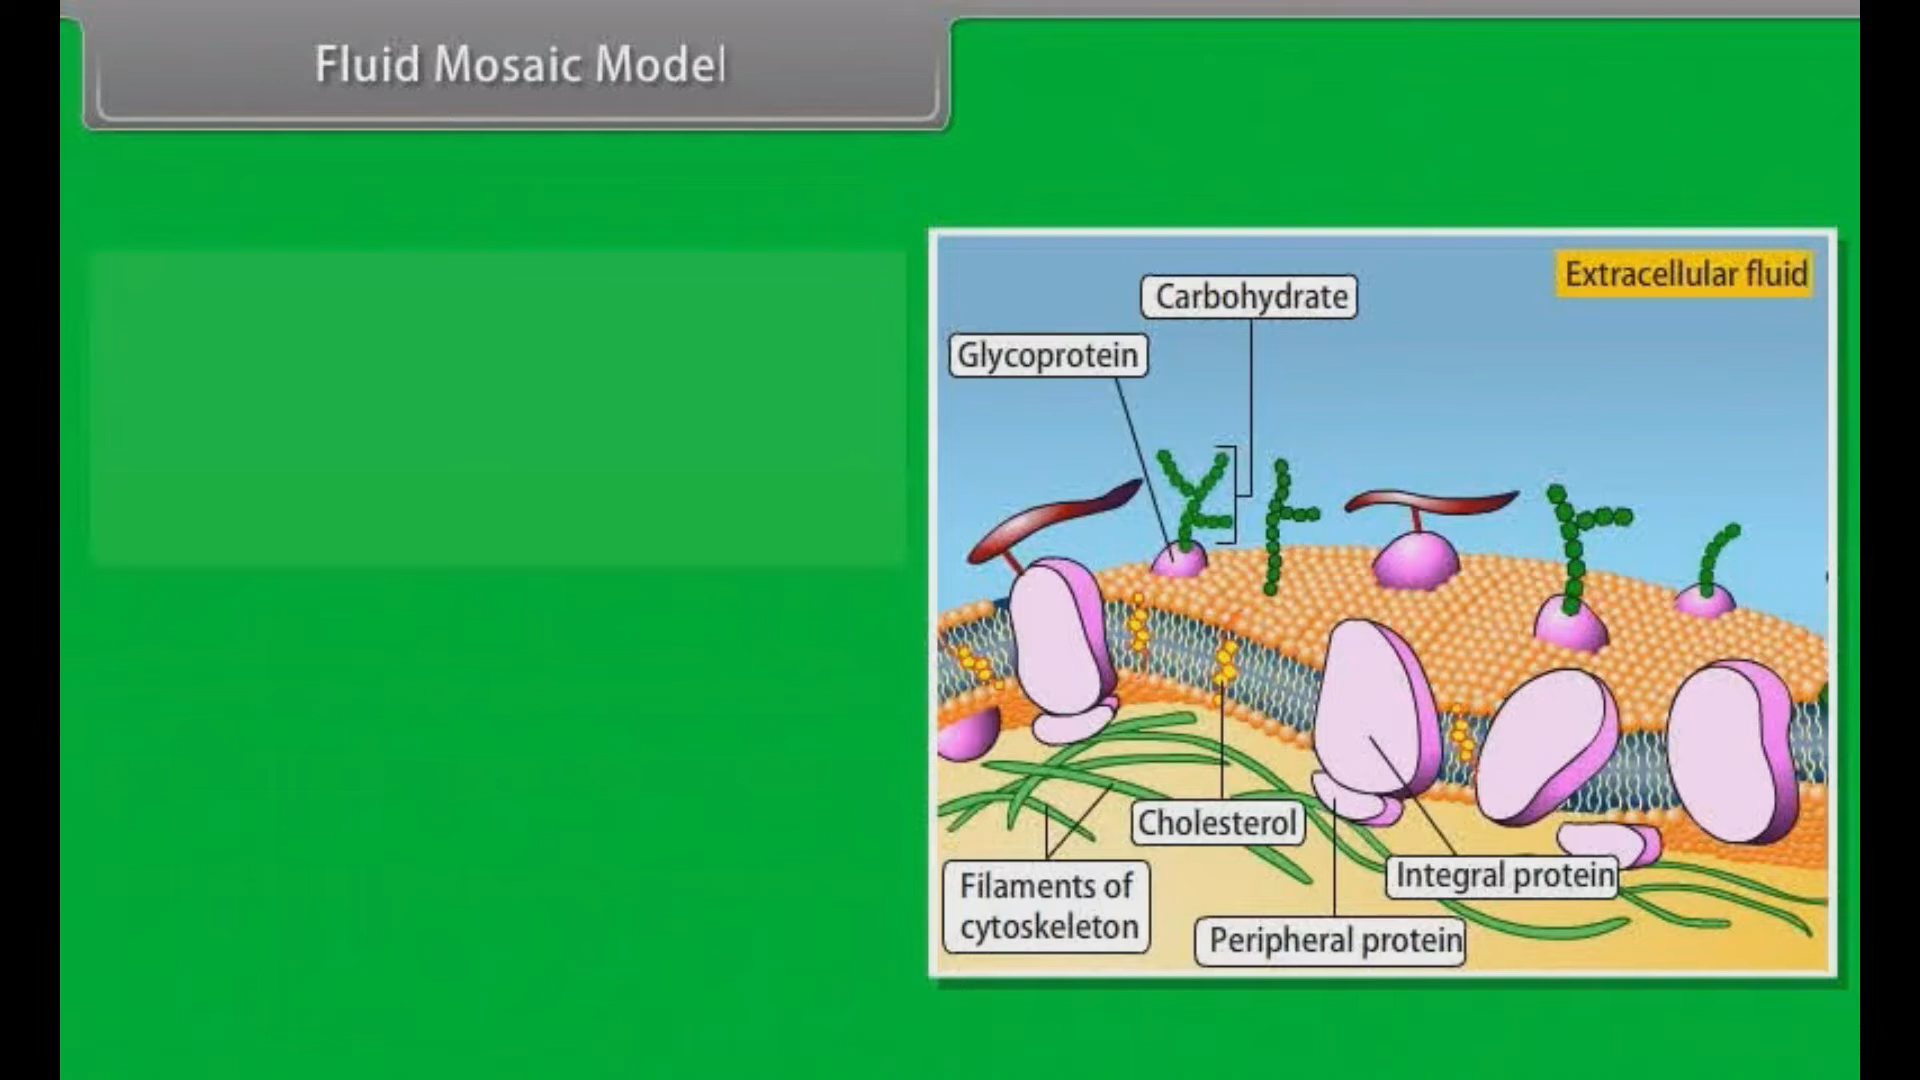 Fluid Mosaic Model
Extracellular fluid
Carbohydrate
Glycoprotein
Cholesterol
Integral protein
Filaments of
cytoskeleton
Peripheral protein